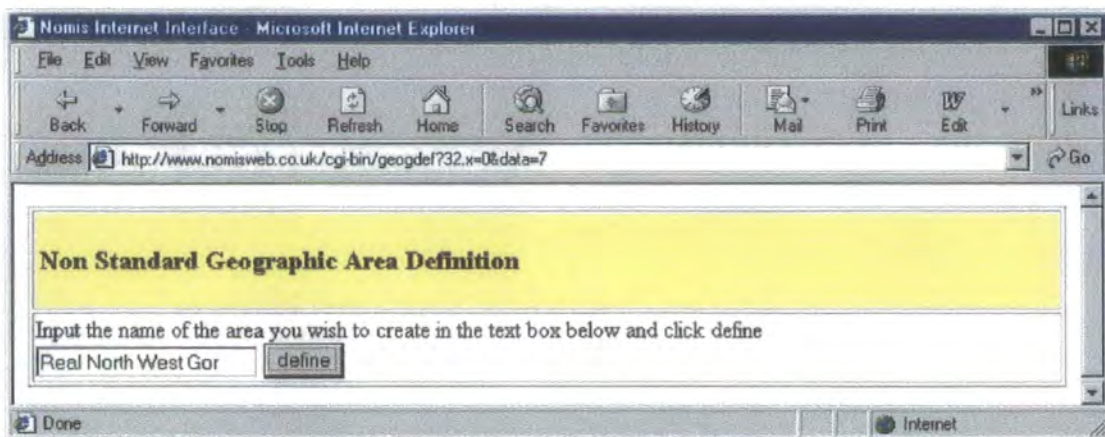 Nomis Internet Interface - Microsoft Internet Explorer
File Edit View Favorites Tools Help
Back Forward Stop Refresh Home Search Favorites History Mail Print Edit » Links
Address http://www.nomisweb.co.uk/cgi-bin/geogdef?32.x=0&data=7 Go
Non Standard Geographic Area Definition
Input the name of the area you wish to create in the text box below and click define
Real North West Gor define
Done Internet